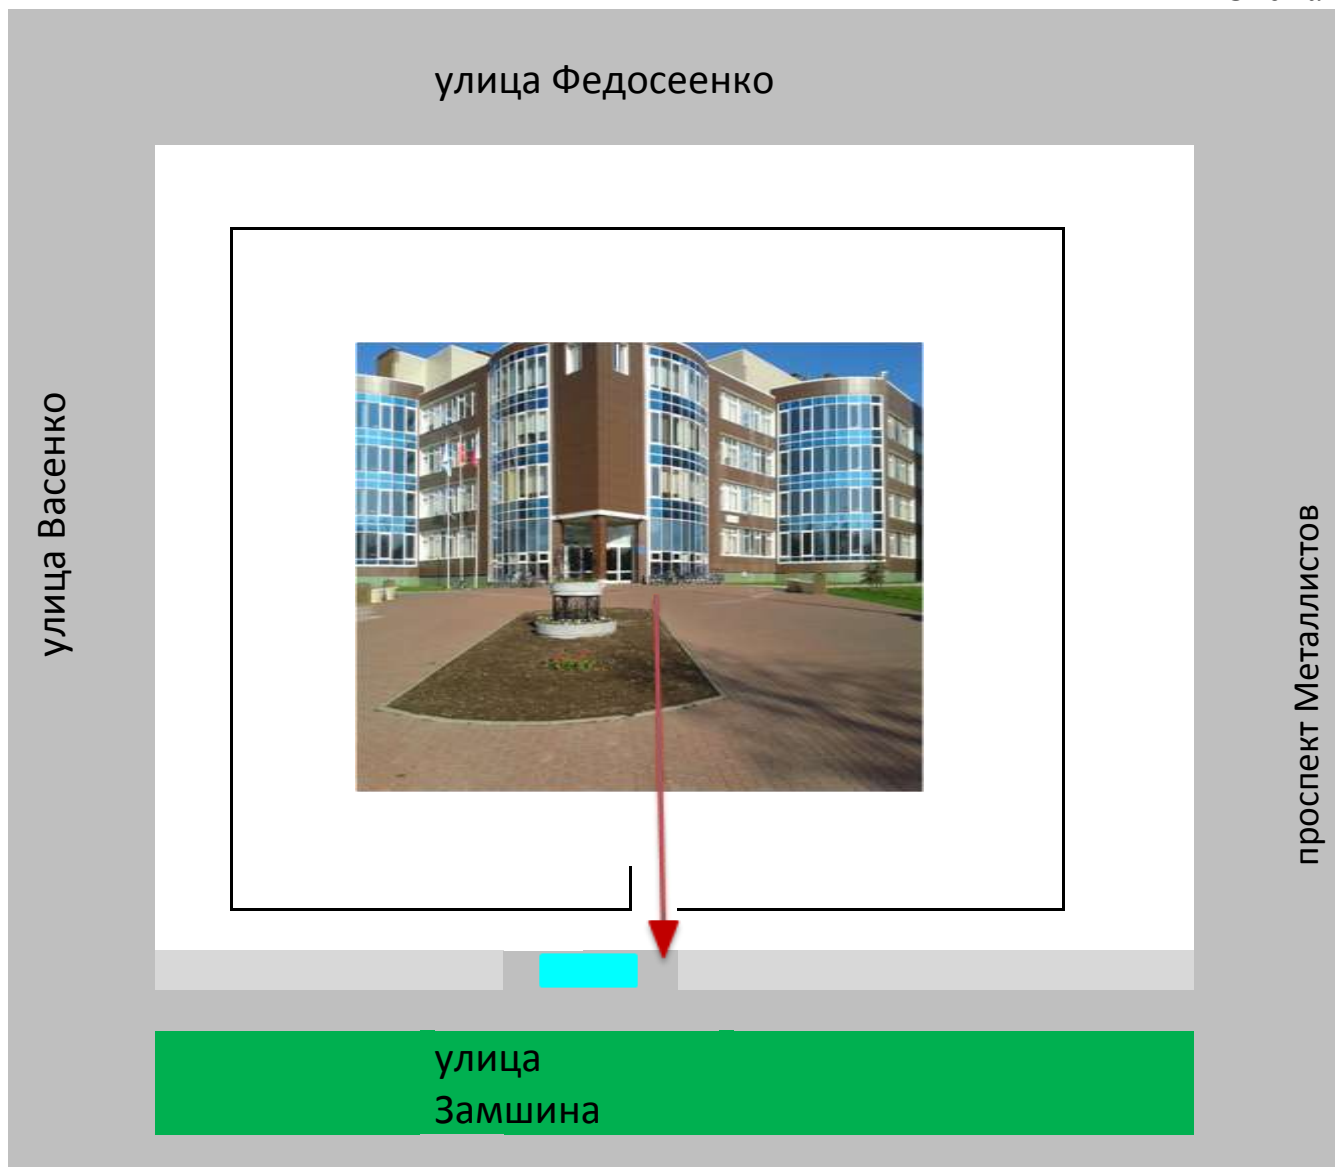 улица Федосеенко
улица Васенко
проспект Металлистов
улица
Замшина